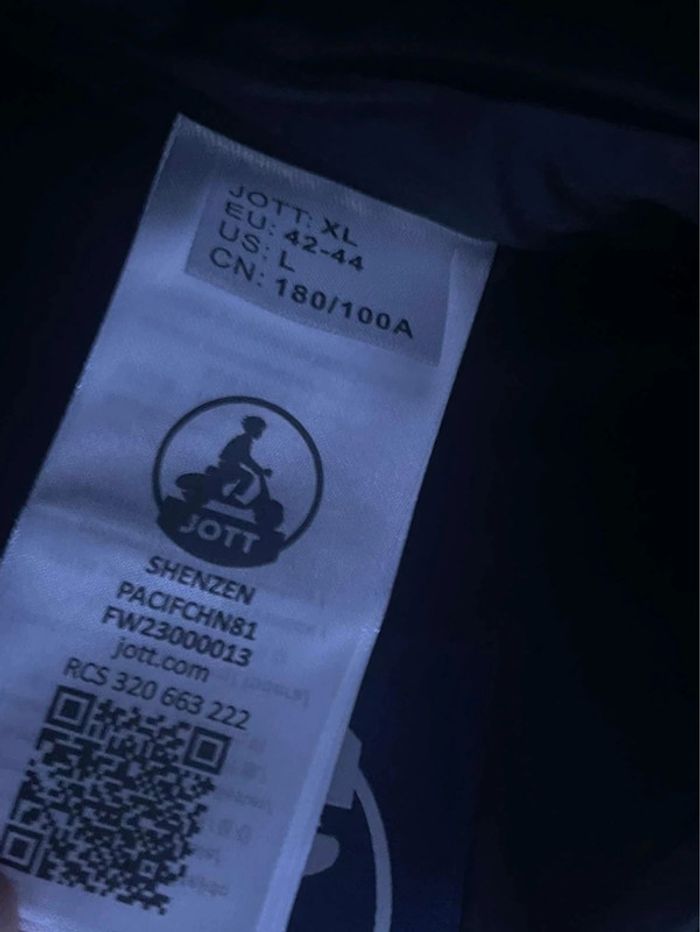 JOTT: XL
EU: 42-44
US: L
CN: 180/100A
JOTT
SHENZEN
PACIFCHN81
FW23000013
jott.com
RCS 320 663 222